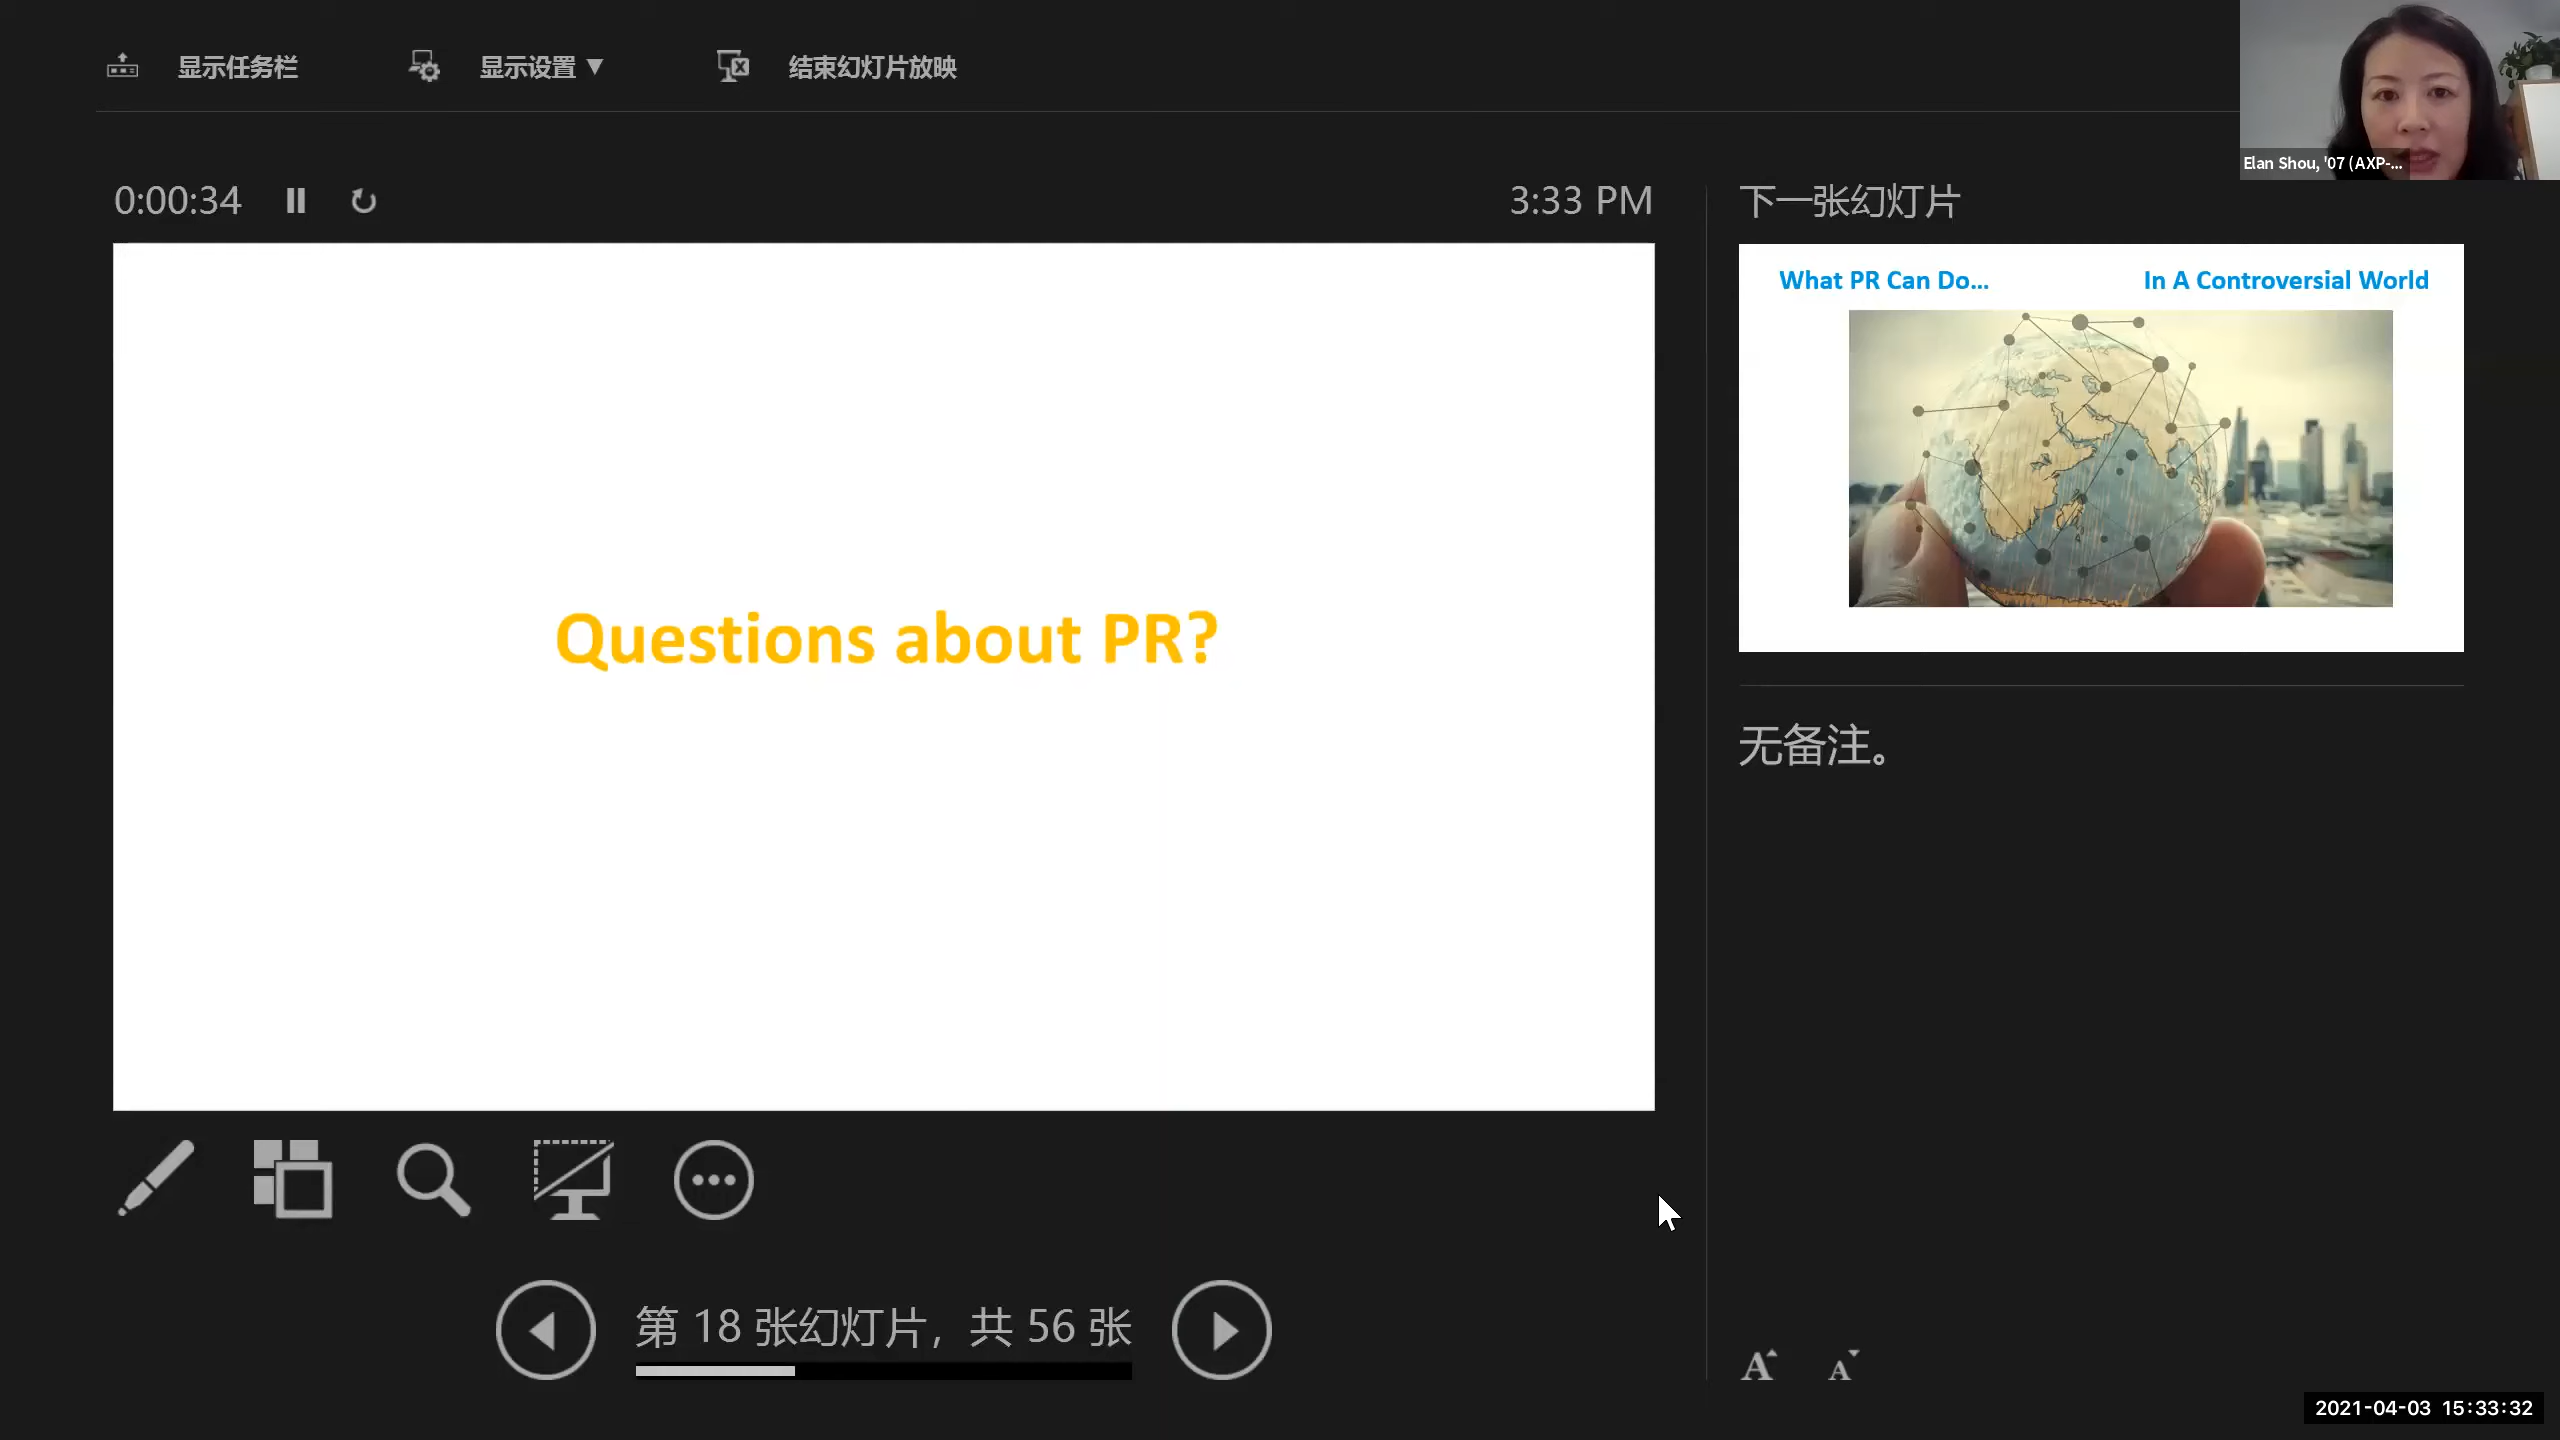 显示任务栏
显示设置 ▼
结束幻灯片放映
Elan Shou, '07 (AXP-...
0:00:34
3:33 PM
下一张幻灯片
Questions about PR?
What PR Can Do...
In A Controversial World
无备注。
第 18 张幻灯片，共 56 张
A
A
2021-04-03 15:33:32